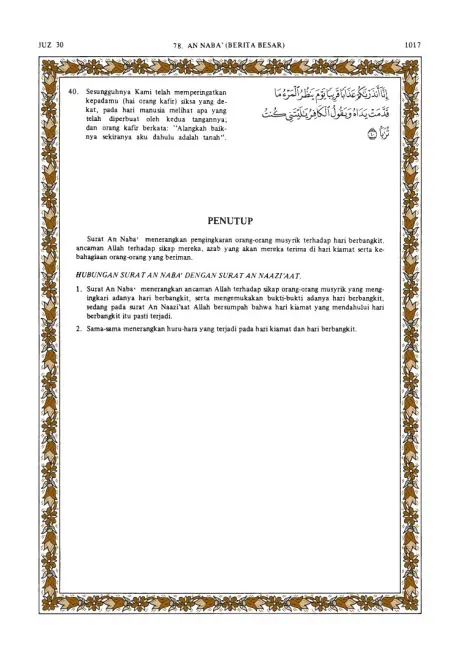 JUZ 30
78. AN NABA' (BERITA BESAR)
1017
40. Sesungguhnya Kami telah memperingatkan
kepadamu (hai orang kafir) siksa yang de-
kat, pada hari manusia melihat apa yang
telah diperbuat oleh kedua tangannya;
dan orang kafir berkata: "Alangkah baik-
nya sekiranya aku dahulu adalah tanah".
إِنَّآ أَنذَرْنَٰكُمْ عَذَابًا قَرِيبًا يَوْمَ يَنظُرُ ٱلْمَرْءُ مَا
قَدَّمَتْ يَدَاهُ وَيَقُولُ ٱلْكَافِرُ يَٰلَيْتَنِى كُنتُ
تُرَٰبًۢا ٤٠
PENUTUP
Surat An Naba' menerangkan pengingkaran orang-orang musyrik terhadap hari berbangkit,
ancaman Allah terhadap sikap mereka, azab yang akan mereka terima di hari kiamat serta ke-
bahagiaan orang-orang yang beriman.
HUBUNGAN SURAT AN NABA' DENGAN SURAT AN NAAZI'AAT.
1. Surat An Naba' menerangkan ancaman Allah terhadap sikap orang-orang musyrik yang meng-
ingkari adanya hari berbangkit, serta mengemukakan bukti-bukti adanya hari berbangkit,
sedang pada surat An Naazi'aat Allah bersumpah bahwa hari kiamat yang mendahului hari
berbangkit itu pasti terjadi.
2. Sama-sama menerangkan huru-hara yang terjadi pada hari kiamat dan hari berbangkit.